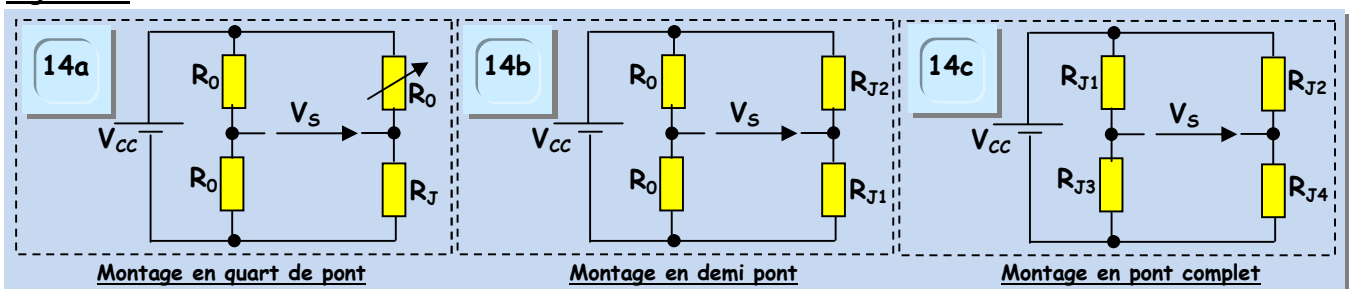 14a
R0
R0
VS
VCC
R0
RJ
Montage en quart de pont
14b
R0
RJ2
VS
VCC
R0
RJ1
Montage en demi pont
14c
RJ1
RJ2
VS
VCC
RJ3
RJ4
Montage en pont complet